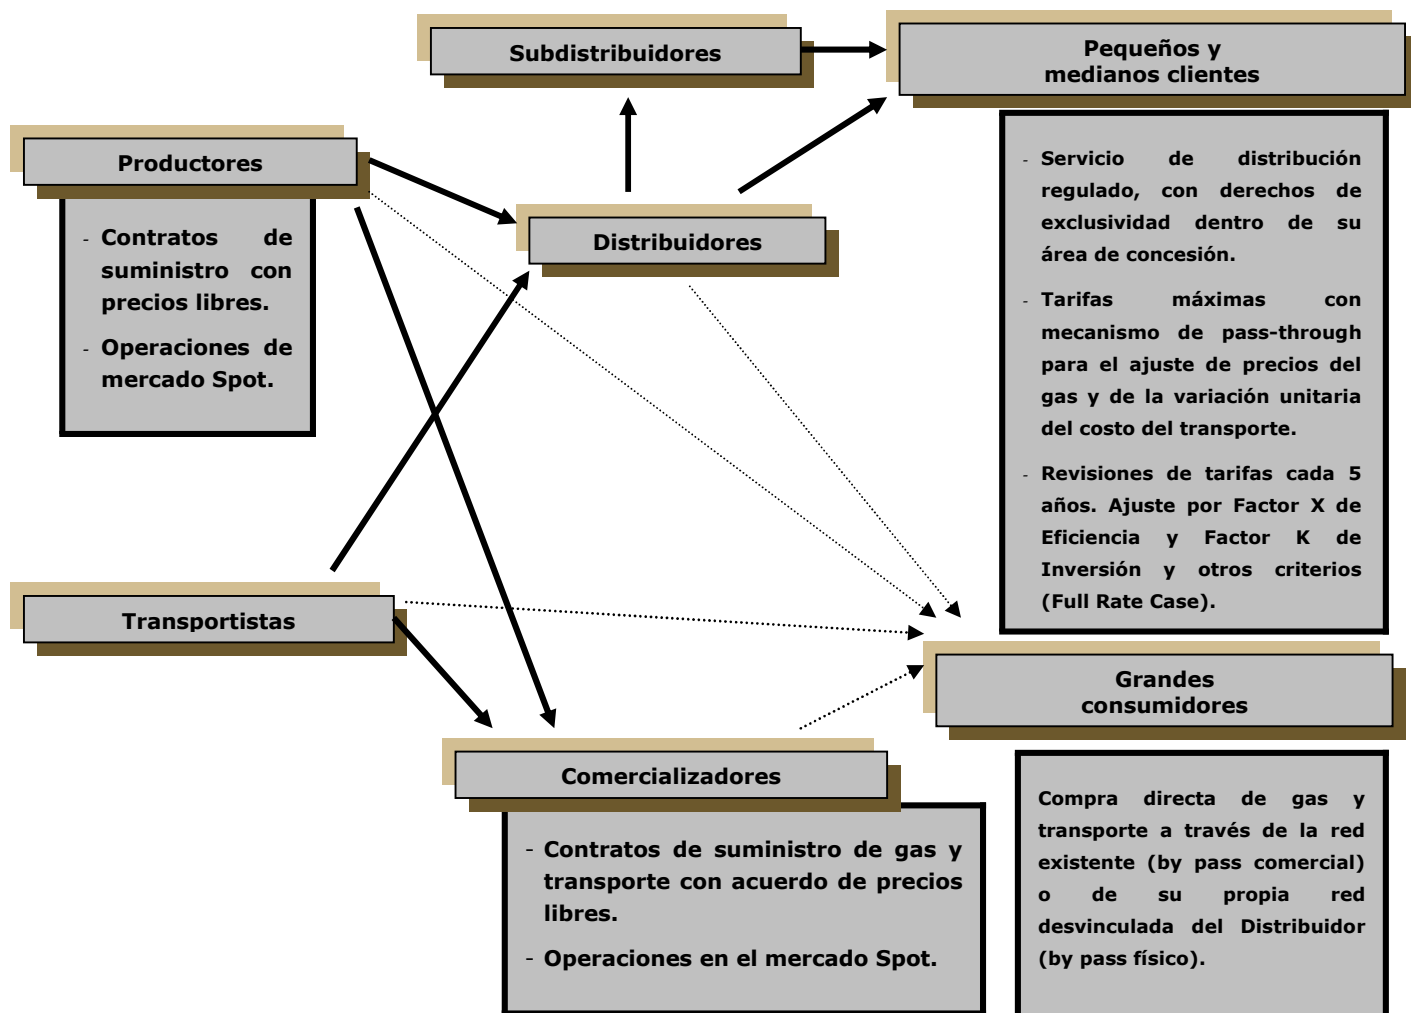 Subdistribuidores
Pequeños y
medianos clientes
Productores
- Contratos de
suministro con
precios libres.
- Operaciones de
mercado Spot.
Distribuidores
- Servicio de distribución
regulado, con derechos de
exclusividad dentro de su
área de concesión.
- Tarifas máximas con
mecanismo de pass-through
para el ajuste de precios del
gas y de la variación unitaria
del costo del transporte.
- Revisiones de tarifas cada 5
años. Ajuste por Factor X de
Eficiencia y Factor K de
Inversión y otros criterios
(Full Rate Case).
Transportistas
Grandes
consumidores
Comercializadores
- Contratos de suministro de gas y
transporte con acuerdo de precios
libres.
- Operaciones en el mercado Spot.
Compra directa de gas y
transporte a través de la red
existente (by pass comercial)
o de su propia red
desvinculada del Distribuidor
(by pass físico).